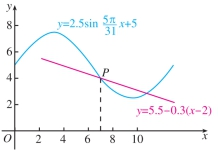 y
y=2.5sin 5π/31 x+5
8
6
P
4
2
y=5.5-0.3(x-2)
2 4 6 8 10 x